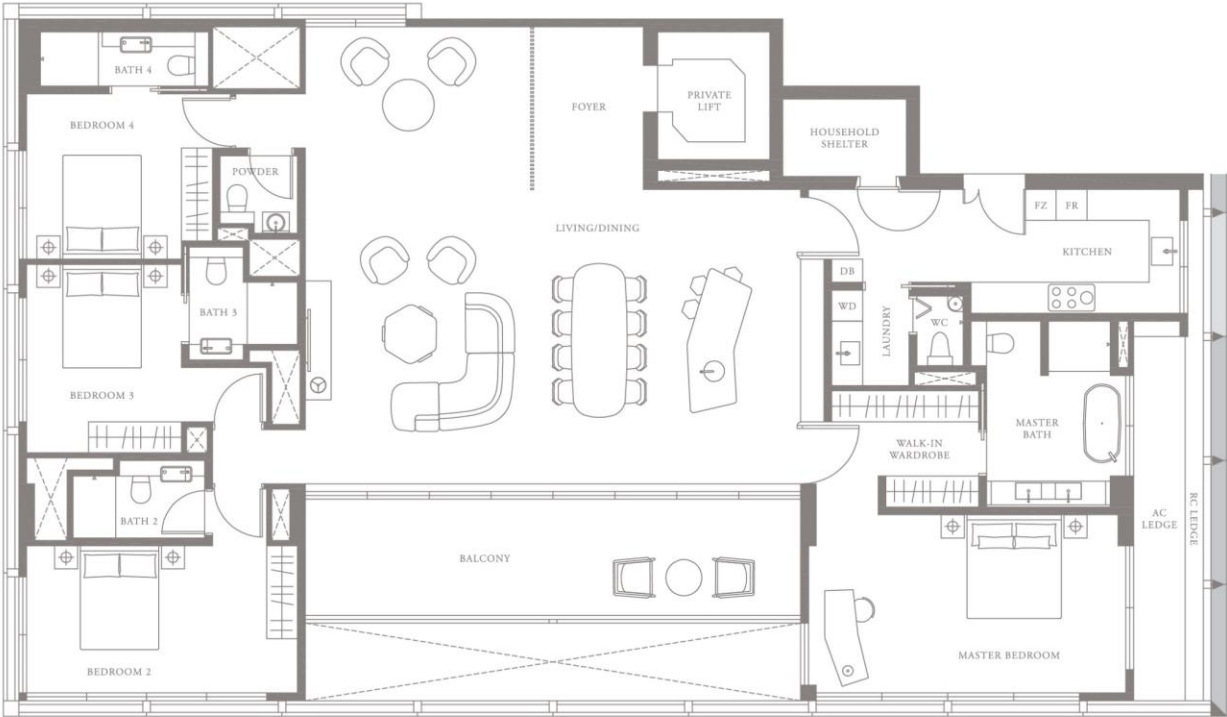 BATH 4
BEDROOM 4
FOYER
PRIVATE
LIFT
HOUSEHOLD
SHELTER
POWDER
FZ
FR
LIVING/DINING
KITCHEN
DB
WD
LAUNDRY
WC
BATH 3
BEDROOM 3
MASTER
BATH
WALK-IN
WARDROBE
BATH 2
AC
LEDGE
RC LEDGE
BALCONY
BEDROOM 2
MASTER BEDROOM